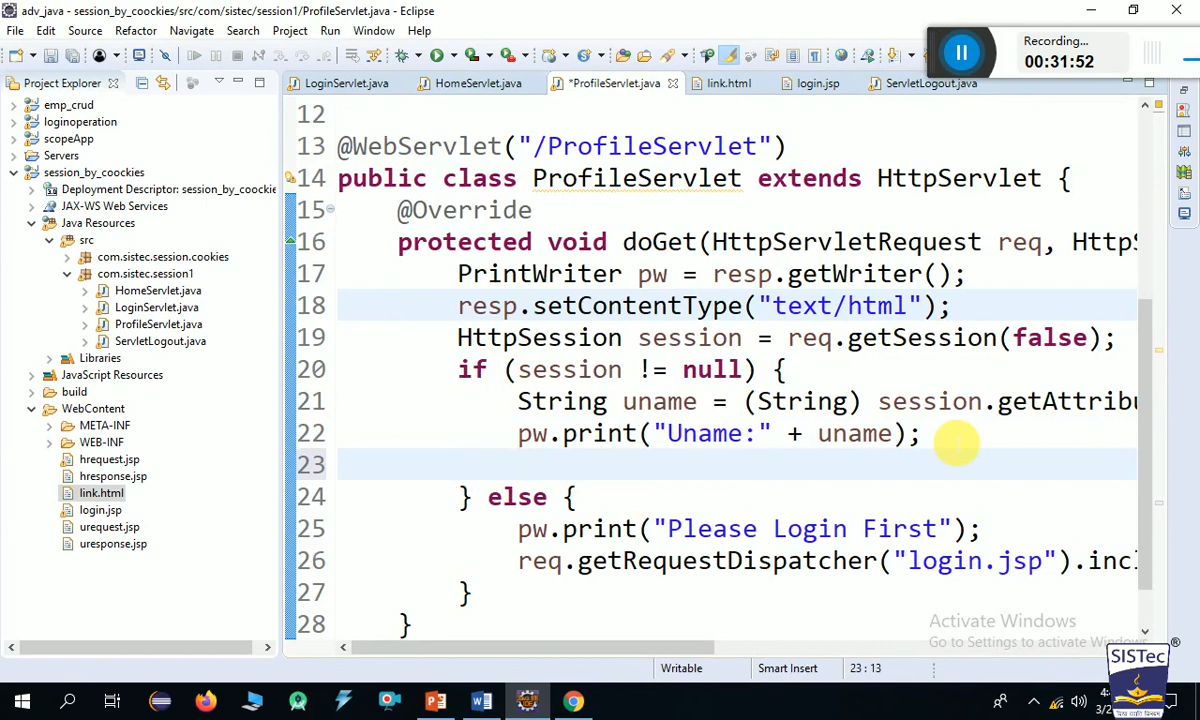 adv_java - session_by_coockies/src/com/sistec/session1/ProfileServlet.java - Eclipse
File Edit Source Refactor Navigate Search Project Run Window Help
Recording...
00:31:52
Project Explorer
LoginServlet.java
HomeServlet.java
*ProfileServlet.java
link.html
login.jsp
ServletLogout.java
emp_crud
loginoperation
scopeApp
Servers
session_by_coockies
Deployment Descriptor: session_by_coockie
JAX-WS Web Services
Java Resources
src
com.sistec.session.cookies
com.sistec.session1
HomeServlet.java
LoginServlet.java
ProfileServlet.java
ServletLogout.java
Libraries
JavaScript Resources
build
WebContent
META-INF
WEB-INF
hrequest.jsp
hresponse.jsp
link.html
login.jsp
urequest.jsp
uresponse.jsp
12
13 @WebServlet("/ProfileServlet")
14 public class ProfileServlet extends HttpServlet {
15 @Override
16 protected void doGet(HttpServletRequest req, HttpS
17 PrintWriter pw = resp.getWriter();
18 resp.setContentType("text/html");
19 HttpSession session = req.getSession(false);
20 if (session != null) {
21 String uname = (String) session.getAttribu
22 pw.print("Uname:" + uname);
23
24 } else {
25 pw.print("Please Login First");
26 req.getRequestDispatcher("login.jsp").incl
27 }
28 }
Activate Windows
Go to Settings to activate Windows.
Writable
Smart Insert
23 : 13
SISTec
®